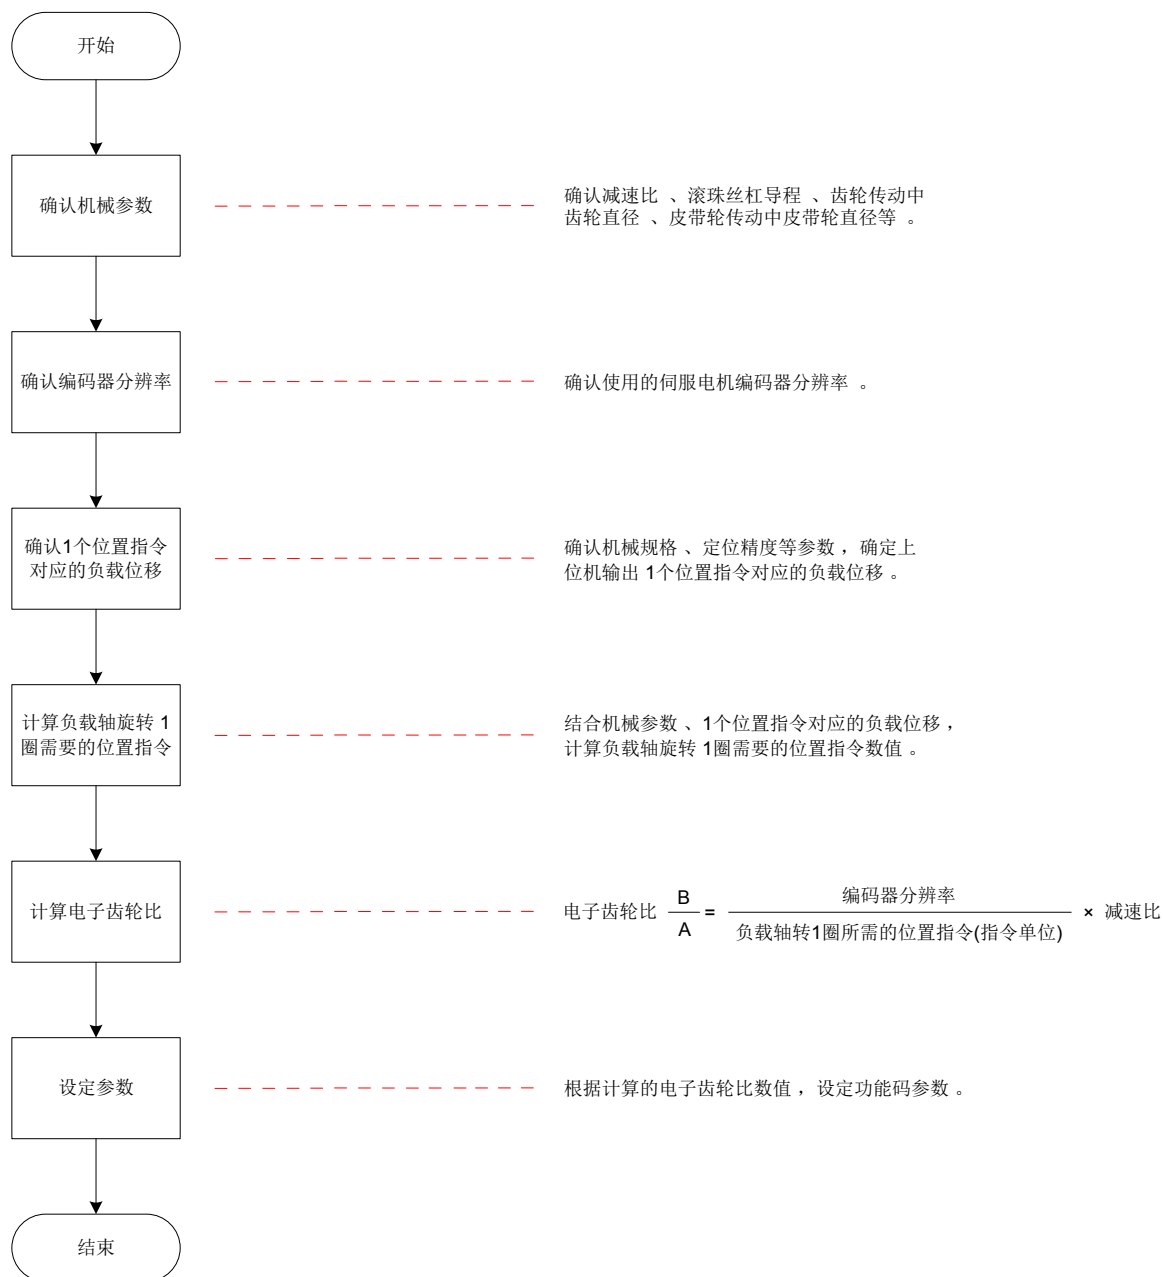 开始
确认机械参数
确认减速比 、滚珠丝杠导程 、齿轮传动中
齿轮直径 、皮带轮传动中皮带轮直径等 。
确认编码器分辨率
确认使用的伺服电机编码器分辨率 。
确认1个位置指令
对应的负载位移
确认机械规格 、定位精度等参数 ，确定上
位机输出 1个位置指令对应的负载位移 。
计算负载轴旋转 1
圈需要的位置指令
结合机械参数 、1个位置指令对应的负载位移 ，
计算负载轴旋转 1圈需要的位置指令数值 。
计算电子齿轮比
电子齿轮比 B/A = 编码器分辨率/负载轴转1圈所需的位置指令(指令单位) × 减速比
设定参数
根据计算的电子齿轮比数值 ，设定功能码参数 。
结束